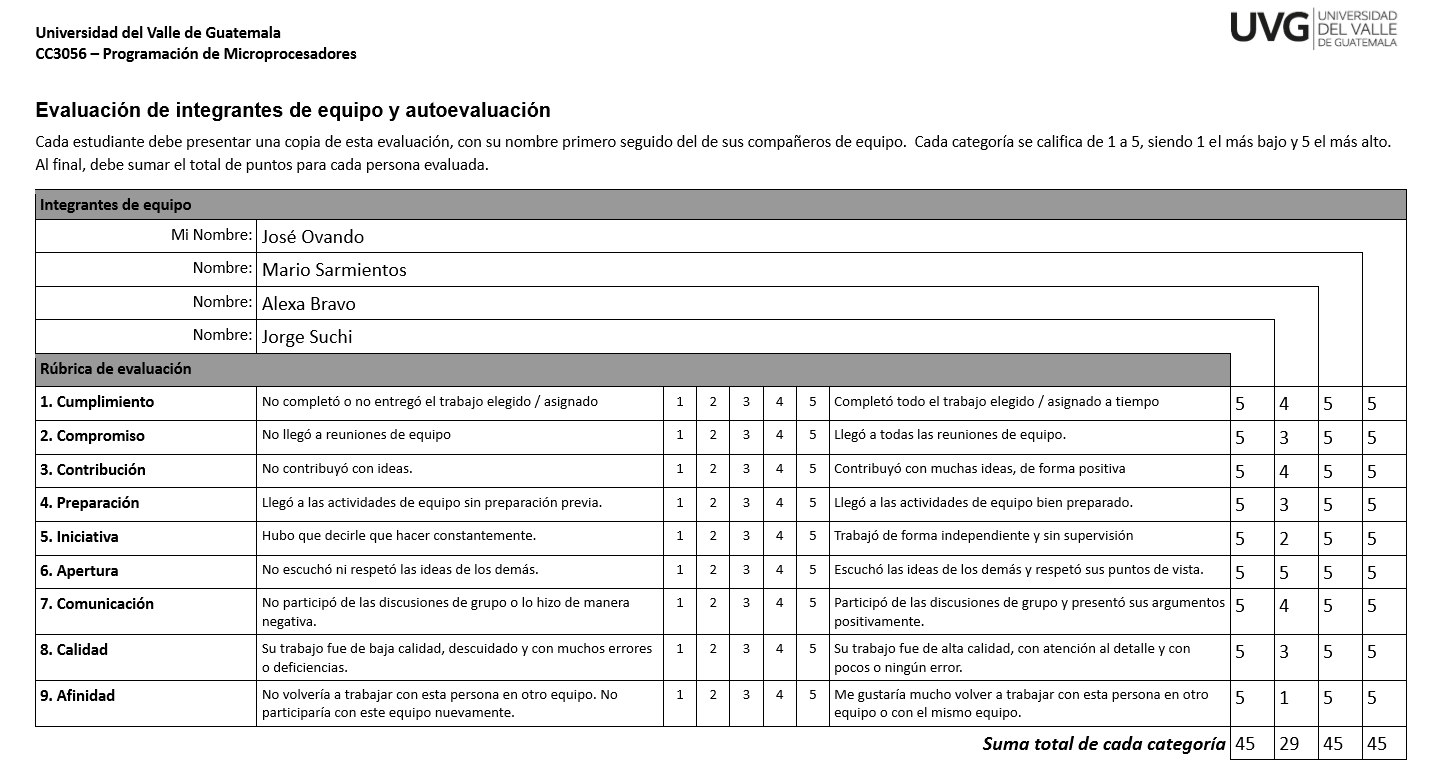 Universidad del Valle de Guatemala
CC3056 – Programación de Microprocesadores
UVG UNIVERSIDAD DEL VALLE DE GUATEMALA
Evaluación de integrantes de equipo y autoevaluación
Cada estudiante debe presentar una copia de esta evaluación, con su nombre primero seguido del de sus compañeros de equipo. Cada categoría se califica de 1 a 5, siendo 1 el más bajo y 5 el más alto.
Al final, debe sumar el total de puntos para cada persona evaluada.
Integrantes de equipo
Mi Nombre: José Ovando
Nombre: Mario Sarmientos
Nombre: Alexa Bravo
Nombre: Jorge Suchi
Rúbrica de evaluación
1. Cumplimiento No completó o no entregó el trabajo elegido / asignado 1 2 3 4 5 Completó todo el trabajo elegido / asignado a tiempo 5 4 5 5
2. Compromiso No llegó a reuniones de equipo 1 2 3 4 5 Llegó a todas las reuniones de equipo. 5 3 5 5
3. Contribución No contribuyó con ideas. 1 2 3 4 5 Contribuyó con muchas ideas, de forma positiva 5 4 5 5
4. Preparación Llegó a las actividades de equipo sin preparación previa. 1 2 3 4 5 Llegó a las actividades de equipo bien preparado. 5 3 5 5
5. Iniciativa Hubo que decirle que hacer constantemente. 1 2 3 4 5 Trabajó de forma independiente y sin supervisión 5 2 5 5
6. Apertura No escuchó ni respetó las ideas de los demás. 1 2 3 4 5 Escuchó las ideas de los demás y respetó sus puntos de vista. 5 5 5 5
7. Comunicación No participó de las discusiones de grupo o lo hizo de manera 1 2 3 4 5 Participó de las discusiones de grupo y presentó sus argumentos 5 4 5 5
negativa. positivamente.
8. Calidad Su trabajo fue de baja calidad, descuidado y con muchos errores 1 2 3 4 5 Su trabajo fue de alta calidad, con atención al detalle y con 5 3 5 5
o deficiencias. pocos o ningún error.
9. Afinidad No volvería a trabajar con esta persona en otro equipo. No 1 2 3 4 5 Me gustaría mucho volver a trabajar con esta persona en otro 5 1 5 5
participaría con este equipo nuevamente. equipo o con el mismo equipo.
Suma total de cada categoría 45 29 45 45